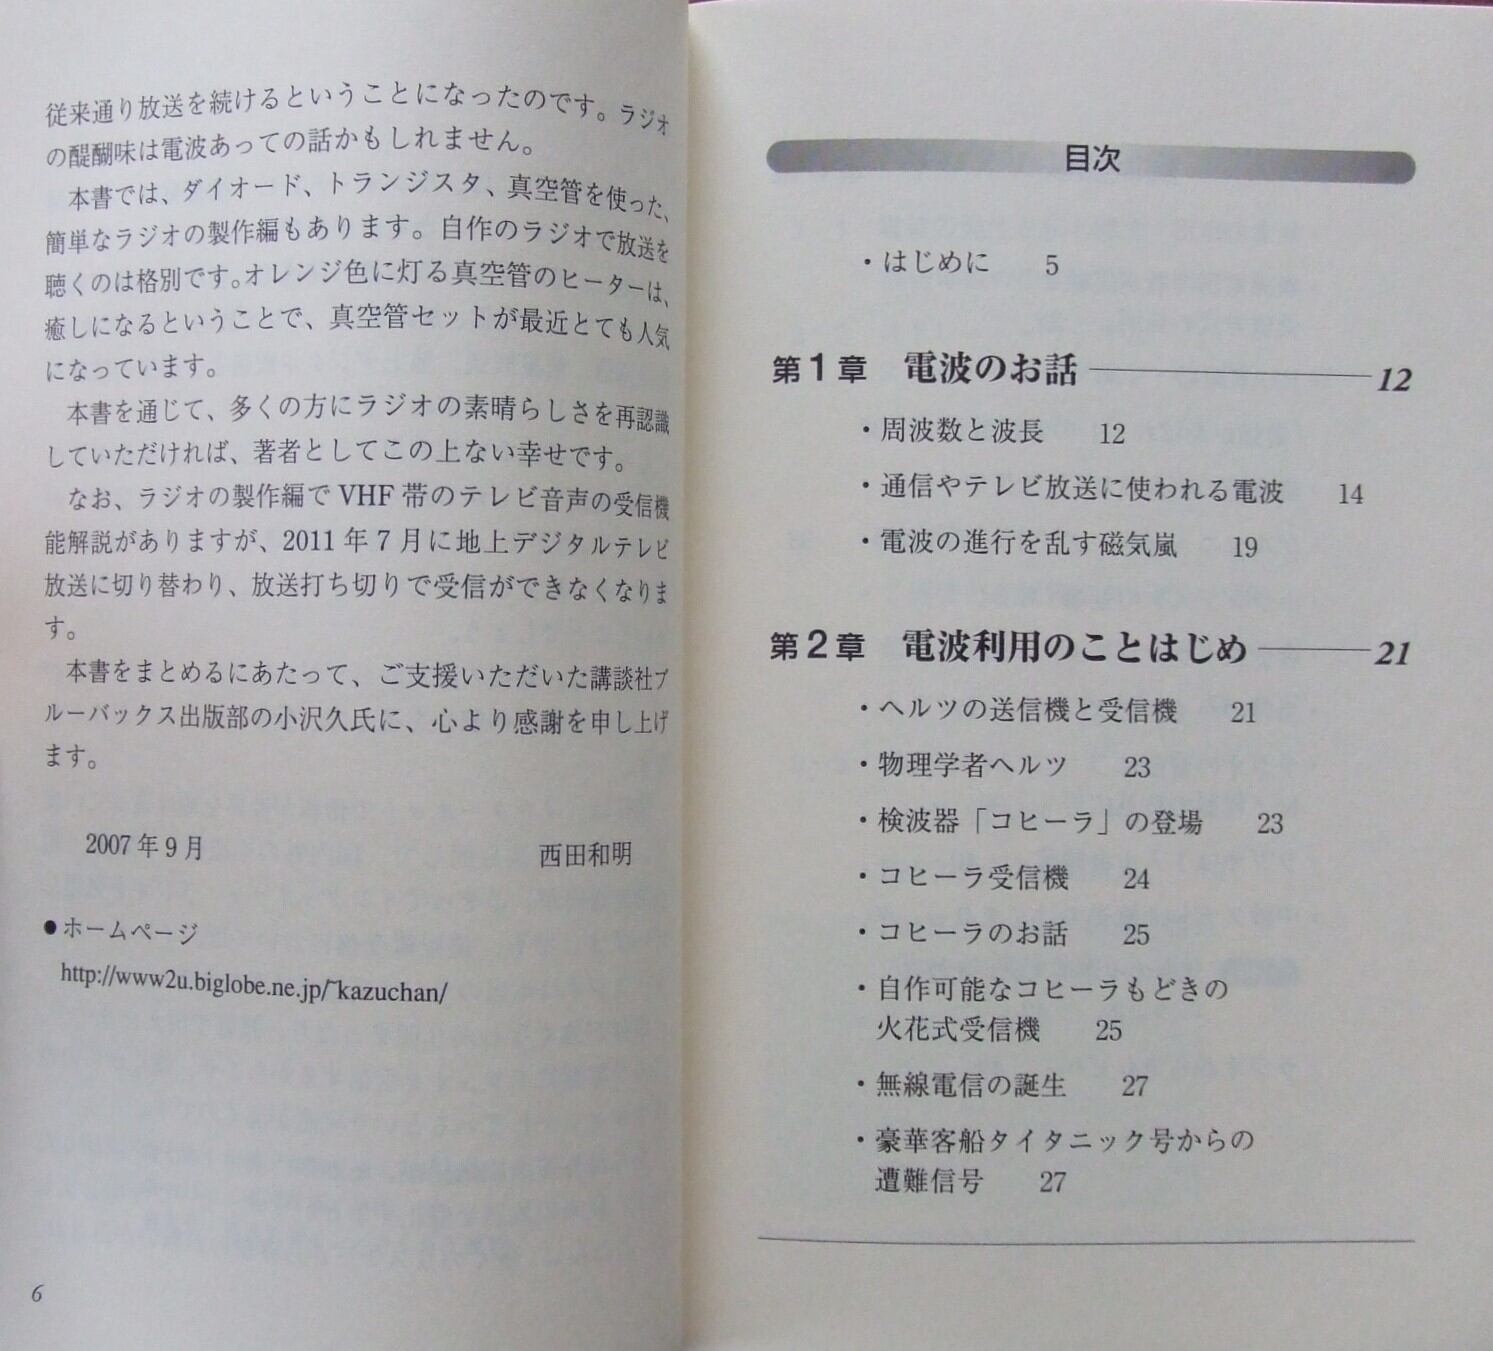 従来通り放送を続けるということになったのです。ラジオ
の醍醐味は電波あっての話かもしれません。
本書では、ダイオード、トランジスタ、真空管を使った、
簡単なラジオの製作編もあります。自作のラジオで放送を
聴くのは格別です。オレンジ色に灯る真空管のヒーターは、
癒しになるということで、真空管セットが最近とても人気
になっています。
本書を通じて、多くの方にラジオの素晴らしさを再認識
していただければ、著者としてこの上ない幸せです。
なお、ラジオの製作編でVHF帯のテレビ音声の受信機
能解説がありますが、2011年7月に地上デジタルテレビ
放送に切り替わり、放送打ち切りで受信ができなくなりま
す。
本書をまとめるにあたって、ご支援いただいた講談社ブ
ルーバックス出版部の小沢久氏に、心より感謝を申し上げ
ます。
2007年9月 西田和明
●ホームページ
http://www2u.biglobe.ne.jp/~kazuchan/
6
目次
・はじめに 5
第1章 電波のお話 12
・周波数と波長 12
・通信やテレビ放送に使われる電波 14
・電波の進行を乱す磁気嵐 19
第2章 電波利用のことはじめ 21
・ヘルツの送信機と受信機 21
・物理学者ヘルツ 23
・検波器「コヒーラ」の登場 23
・コヒーラ受信機 24
・コヒーラのお話 25
・自作可能なコヒーラもどきの
火花式受信機 25
・無線電信の誕生 27
・豪華客船タイタニック号からの
遭難信号 27